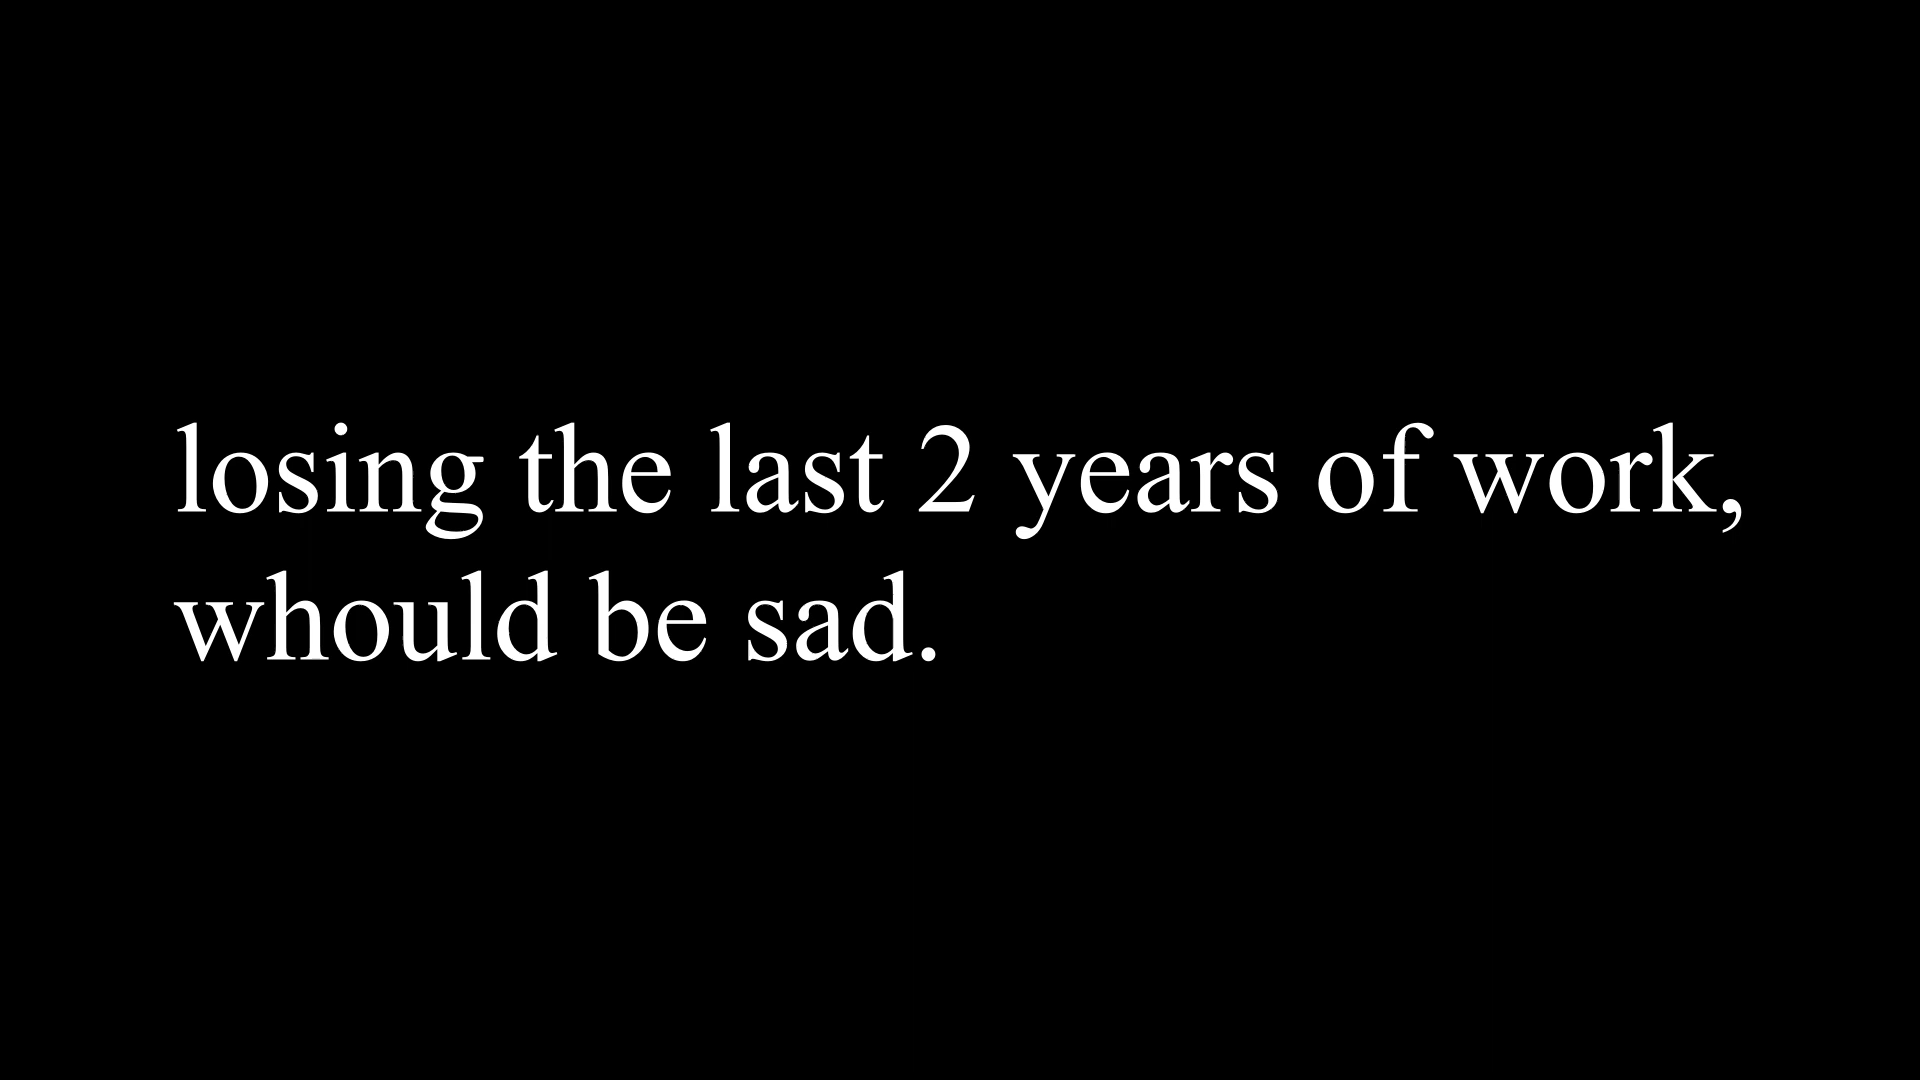 losing the last 2 years of work,
whould be sad.